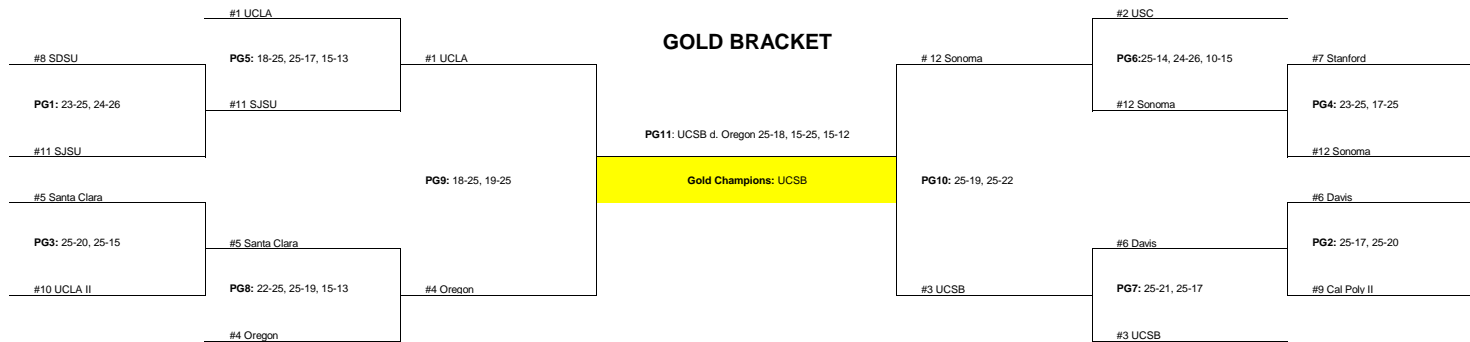 #1 UCLA
#2 USC
GOLD BRACKET
#8 SDSU
PG5: 18-25, 25-17, 15-13
#1 UCLA
# 12 Sonoma
PG6:25-14, 24-26, 10-15
#7 Stanford
PG1: 23-25, 24-26
#11 SJSU
#12 Sonoma
PG4: 23-25, 17-25
PG11: UCSB d. Oregon 25-18, 15-25, 15-12
#11 SJSU
#12 Sonoma
PG9: 18-25, 19-25
Gold Champions: UCSB
PG10: 25-19, 25-22
#5 Santa Clara
#6 Davis
PG3: 25-20, 25-15
#5 Santa Clara
#6 Davis
PG2: 25-17, 25-20
#10 UCLA II
PG8: 22-25, 25-19, 15-13
#4 Oregon
#3 UCSB
PG7: 25-21, 25-17
#9 Cal Poly II
#4 Oregon
#3 UCSB